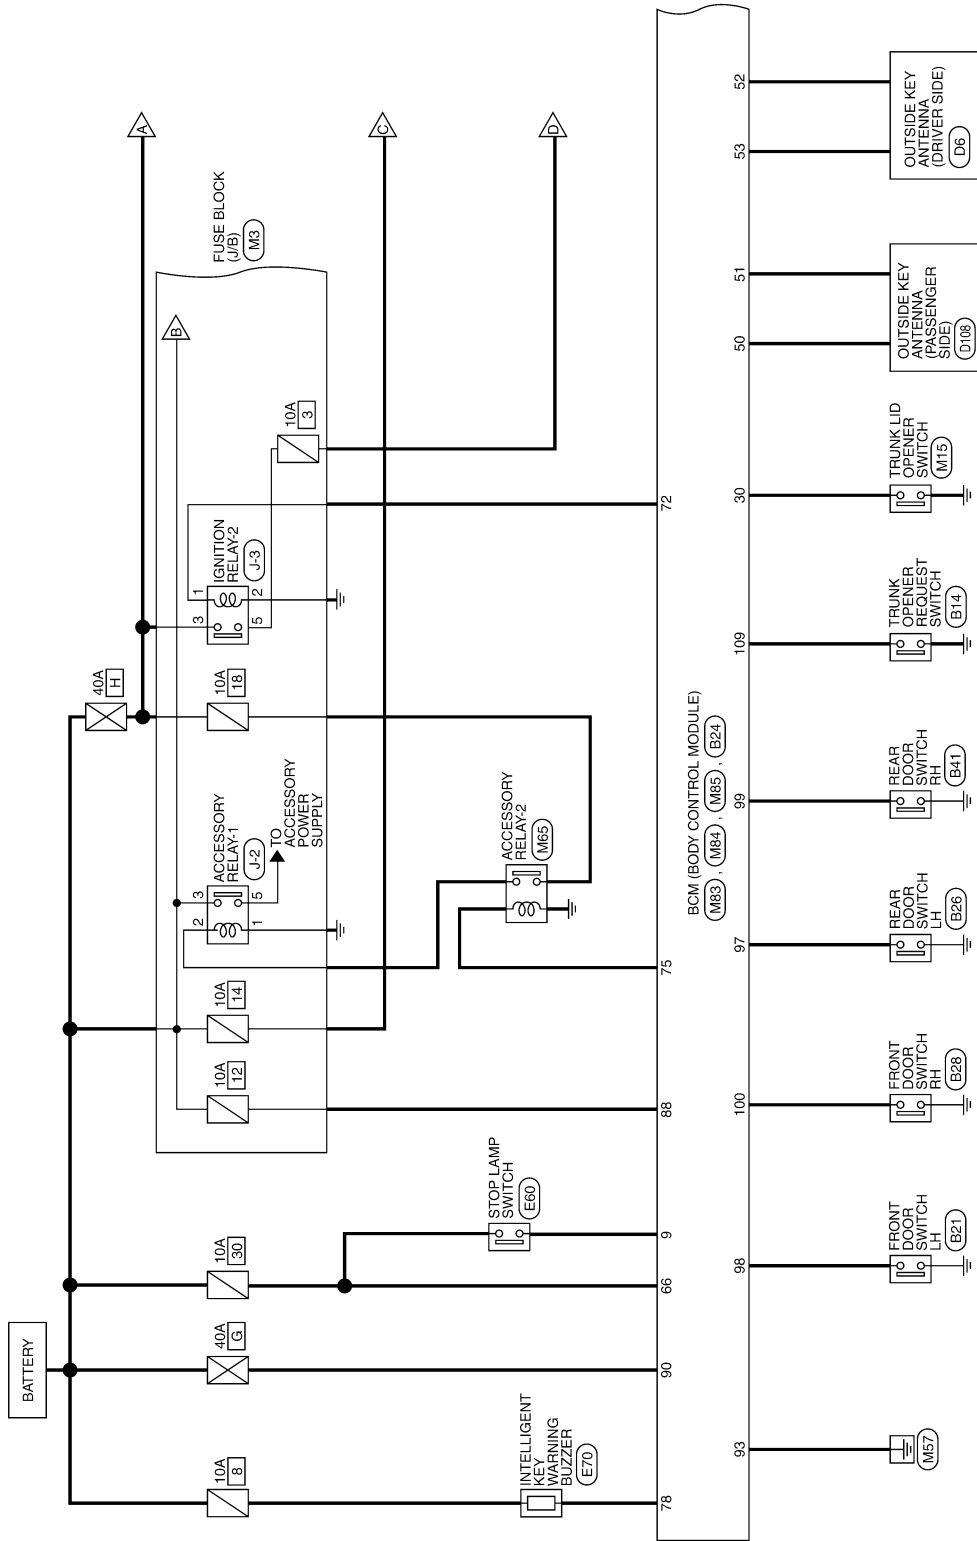 BATTERY
40A
H
A
FUSE BLOCK
(J/B)
M3
B
10A
8
40A
G
10A
30
10A
12
10A
14
ACCESSORY
RELAY-1
J-2
2
3
1
5
TO
ACCESSORY
POWER
SUPPLY
10A
18
IGNITION
RELAY-2
J-3
3
1
5
2
10A
3
C
D
INTELLIGENT
KEY
WARNING
BUZZER
E70
STOP LAMP
SWITCH
E60
ACCESSORY
RELAY-2
M65
78
90
66
9
88
75
72
BCM (BODY CONTROL MODULE)
M83 , M84 , M85 , B24
93
98
100
97
99
109
30
50
51
53
52
M57
FRONT
DOOR
SWITCH
LH
B21
FRONT
DOOR
SWITCH
RH
B28
REAR
DOOR
SWITCH
LH
B26
REAR
DOOR
SWITCH
RH
B41
TRUNK
OPENER
REQUEST
SWITCH
B14
TRUNK LID
OPENER
SWITCH
M15
OUTSIDE KEY
ANTENNA
(PASSENGER
SIDE)
D108
OUTSIDE KEY
ANTENNA
(DRIVER SIDE)
D6